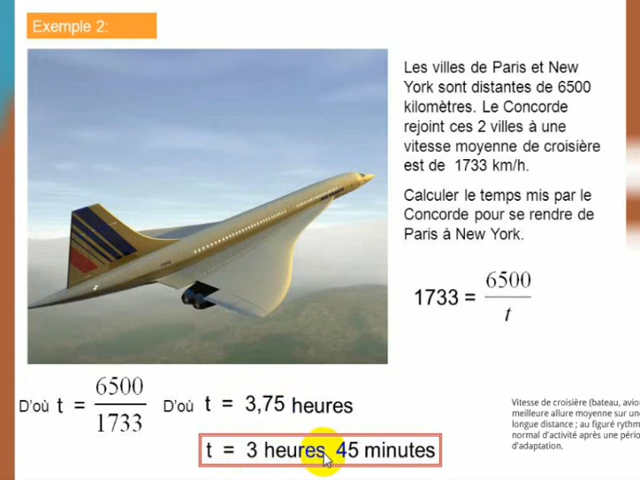 Exemple 2:
Les villes de Paris et New
York sont distantes de 6500
kilomètres. Le Concorde
rejoint ces 2 villes à une
vitesse moyenne de croisière
est de 1733 km/h.
Calculer le temps mis par le
Concorde pour se rendre de
Paris à New York.
1733 = 6500 / t
D'où t = 6500 / 1733 D'où t = 3,75 heures
t = 3 heures 45 minutes
Vitesse de croisière (bateau, avio
meilleure allure moyenne sur un
longue distance ; au figuré rythm
normal d'activité après une pério
d'adaptation.